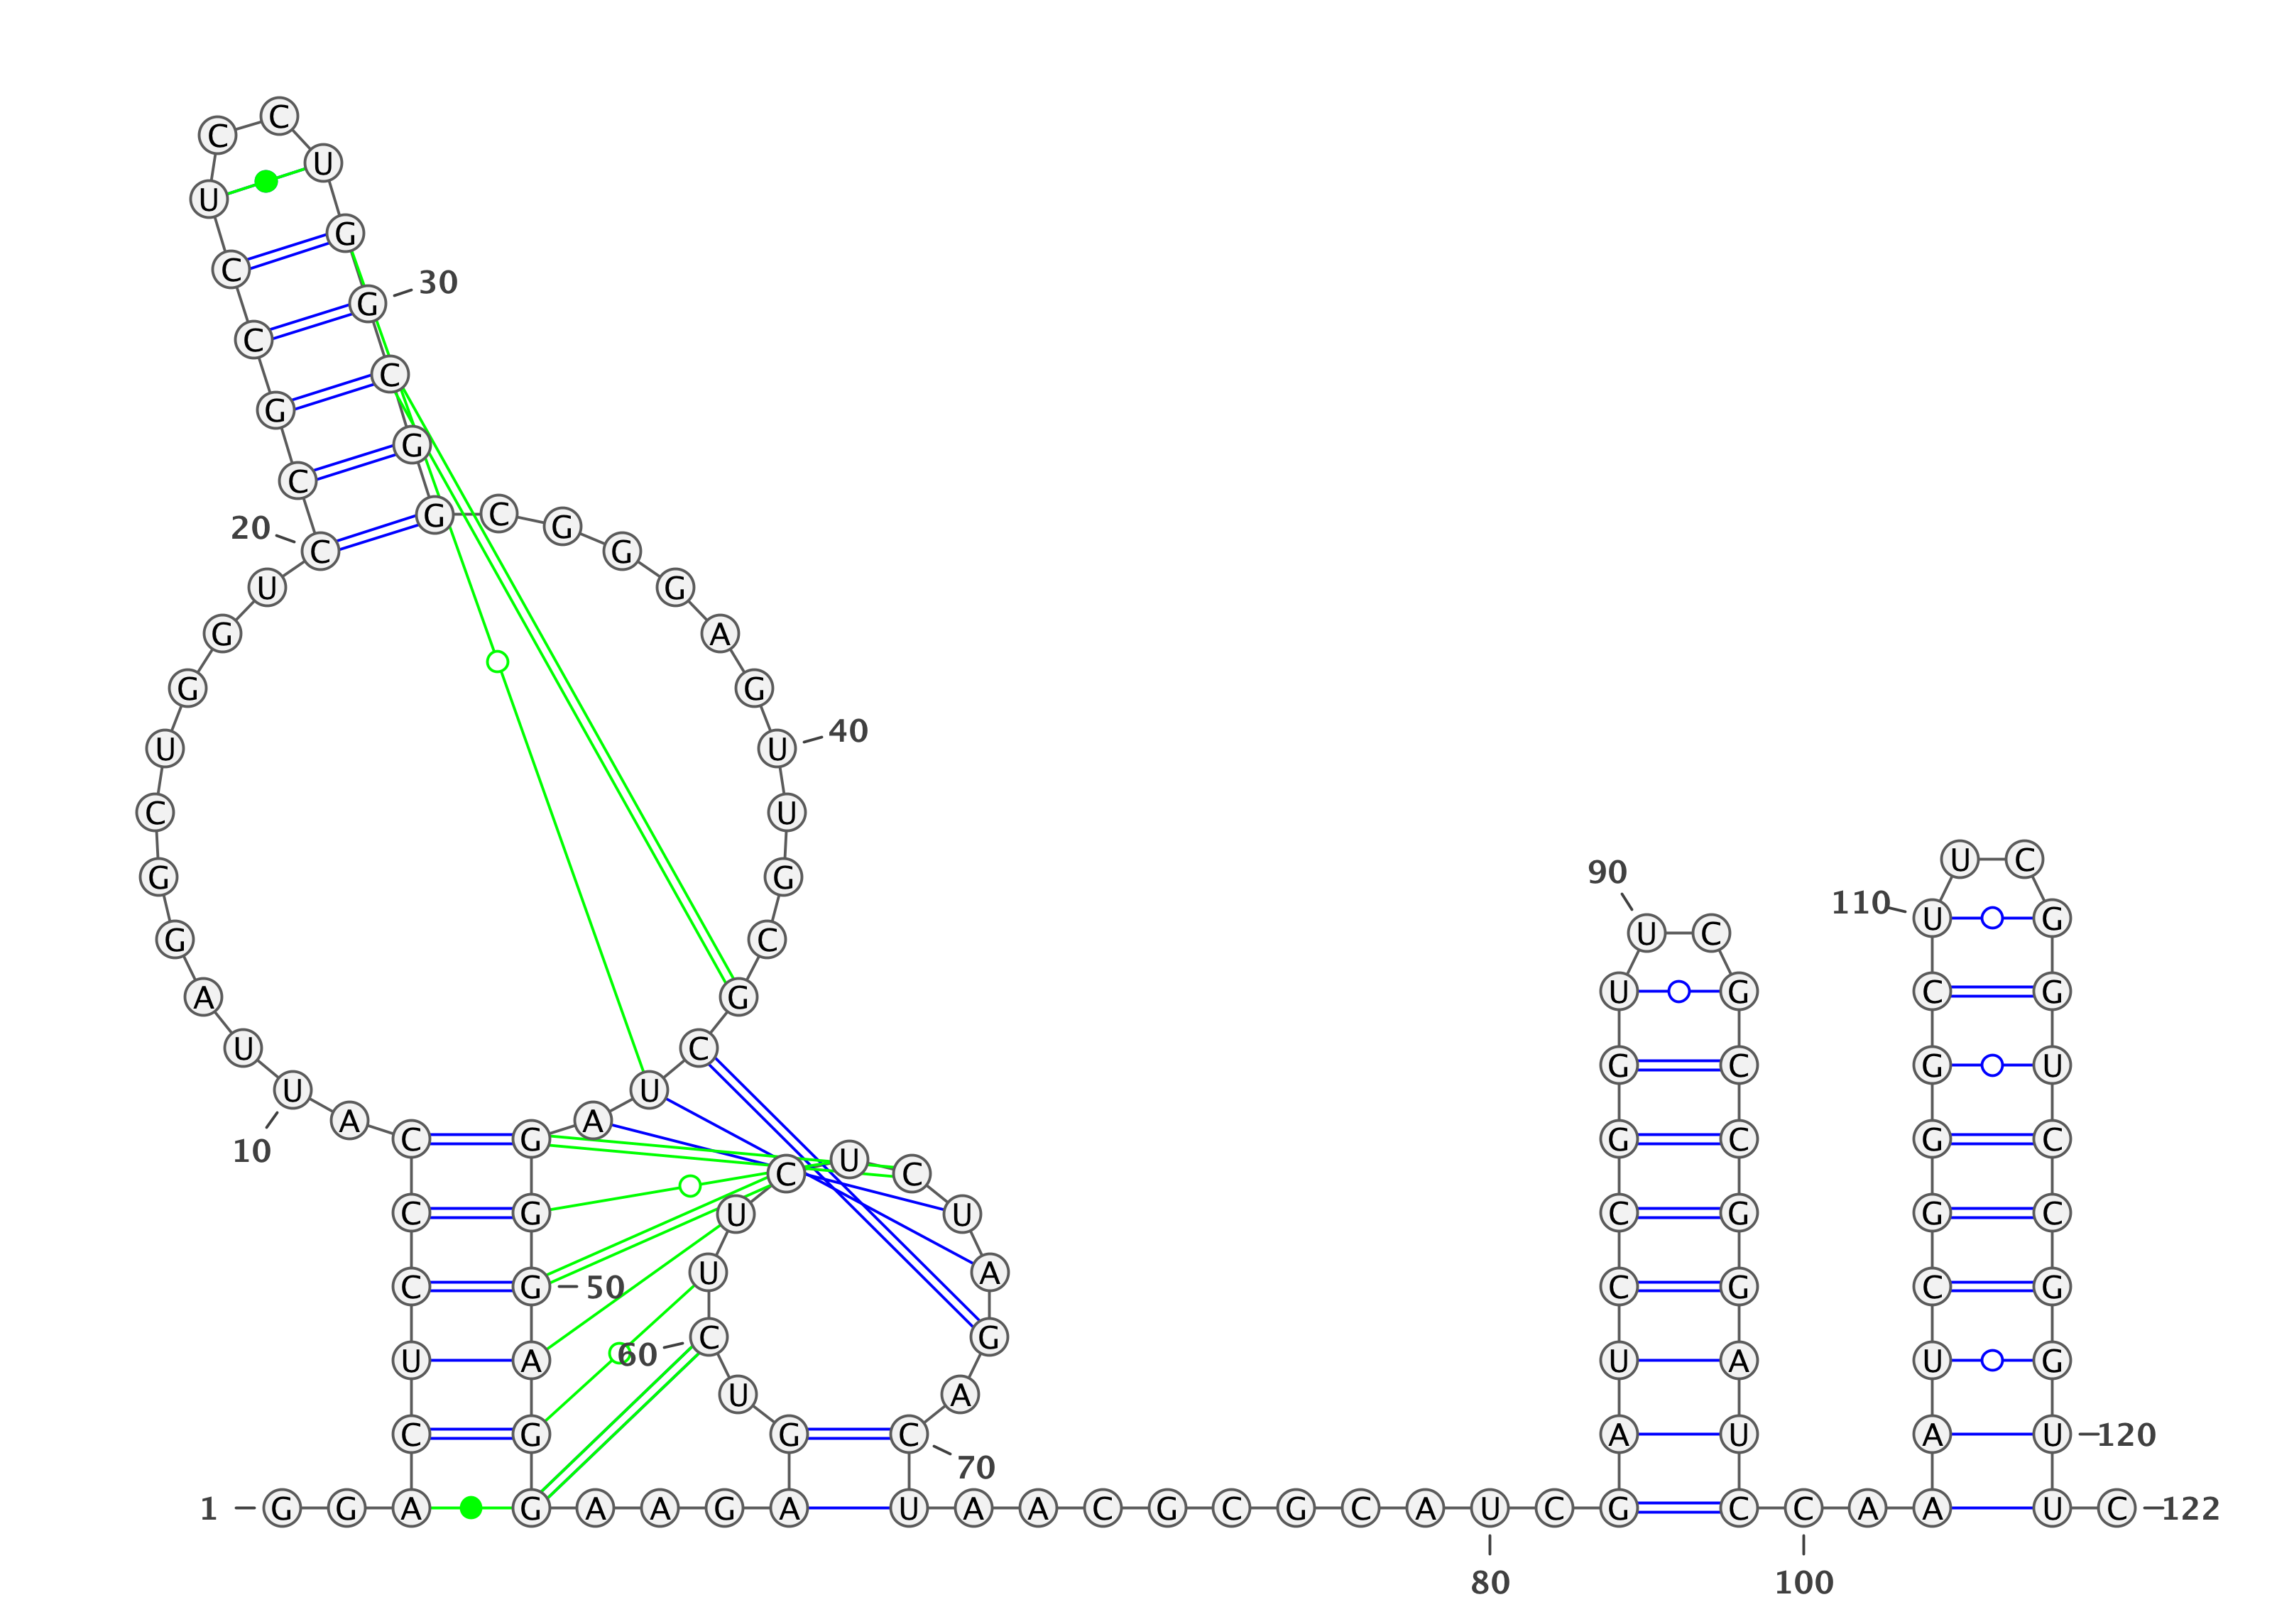 C
C
U
U
G
C
30
G
C
C
G
G
C
G C G
20
C G
U G
G A
G G
40
U U
C U
U C
90
G G
110
U G
U C
G C
A G U G C G
U C
G C G U
U U
A A
C G G C G C
10
U
C C
C G U U C G G C
U A
C G 50 C G C G
C G
60
U A U A U G
U A
C G G C A U A U 120
70
1 G G A G A A G A U A A C G C G C A U C G C C A A U C 122
80 100